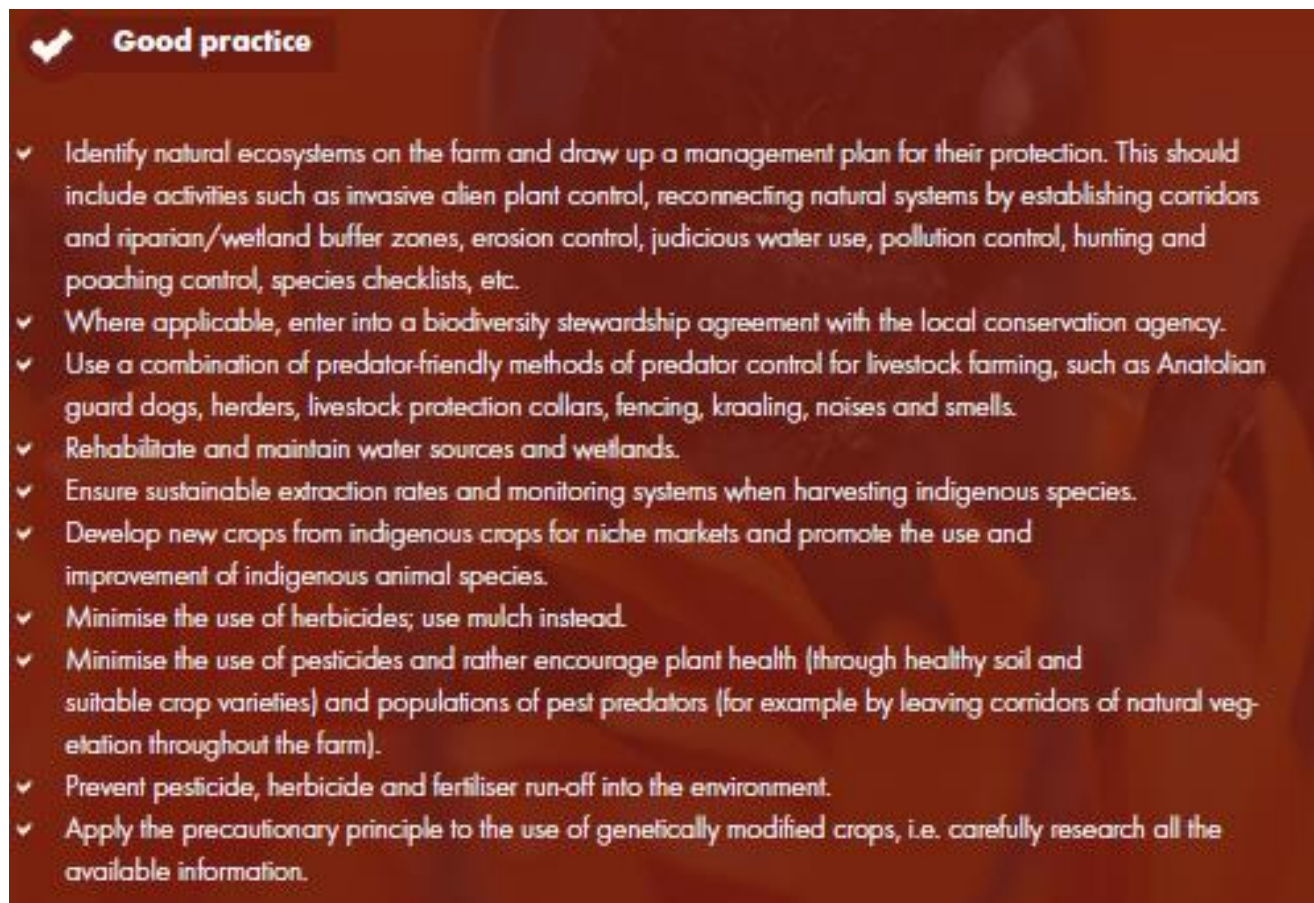 Good practice
Identify natural ecosystems on the farm and draw up a management plan for their protection. This should
include activities such as invasive alien plant control, reconnecting natural systems by establishing corridors
and riparian/wetland buffer zones, erosion control, judicious water use, pollution control, hunting and
poaching control, species checklists, etc.
Where applicable, enter into a biodiversity stewardship agreement with the local conservation agency.
Use a combination of predator-friendly methods of predator control for livestock farming, such as Anatolian
guard dogs, herders, livestock protection collars, fencing, kraaling, noises and smells.
Rehabilitate and maintain water sources and wetlands.
Ensure sustainable extraction rates and monitoring systems when harvesting indigenous species.
Develop new crops from indigenous crops for niche markets and promote the use and
improvement of indigenous animal species.
Minimise the use of herbicides; use mulch instead.
Minimise the use of pesticides and rather encourage plant health (through healthy soil and
suitable crop varieties) and populations of pest predators (for example by leaving corridors of natural veg-
etation throughout the farm).
Prevent pesticide, herbicide and fertiliser run-off into the environment.
Apply the precautionary principle to the use of genetically modified crops, i.e. carefully research all the
available information.